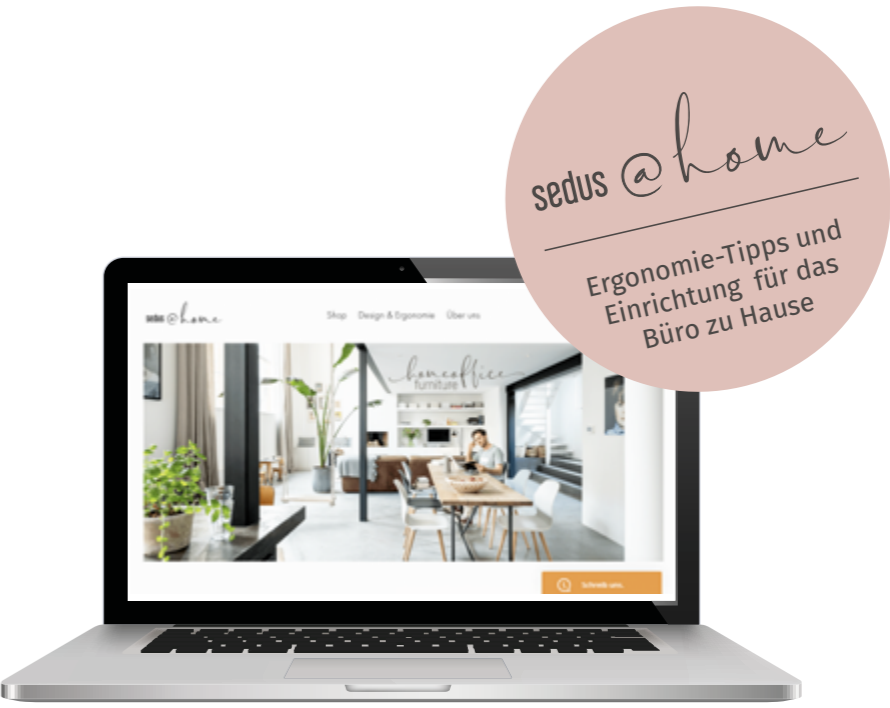 sedus @home
Ergonomie-Tipps und
Einrichtung für das
Büro zu Hause
sedus @home
Shop Design & Ergonomie Über uns
homeoffice
furniture
Schreib uns.